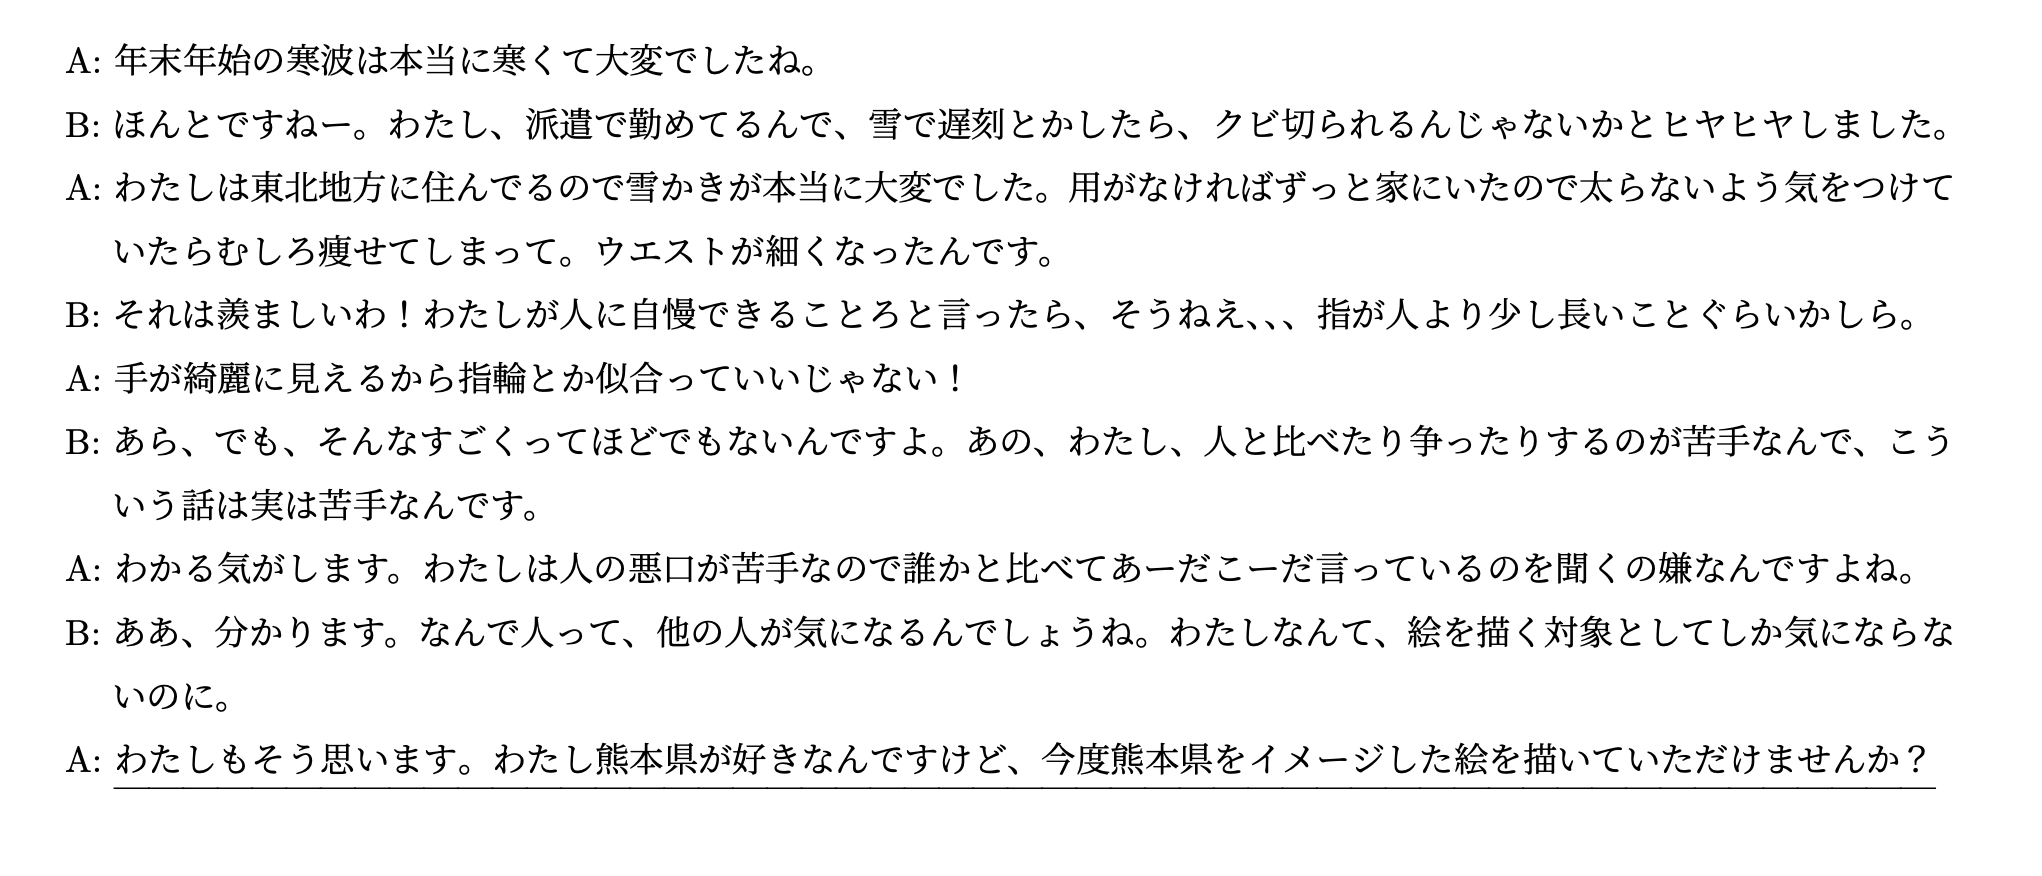 A: 年末年始の寒波は本当に寒くて大変でしたね。
B: ほんとですねー。わたし、派遣で勤めてるんで、雪で遅刻とかしたら、クビ切られるんじゃないかとヒヤヒヤしました。
A: わたしは東北地方に住んでるので雪かきが本当に大変でした。用がなければずっと家にいたので太らないよう気をつけて
いたらむしろ痩せてしまって。ウエストが細くなったんです。
B: それは羨ましいわ！わたしが人に自慢できることろと言ったら、そうねえ、、、指が人より少し長いことぐらいかしら。
A: 手が綺麗に見えるから指輪とか似合っていいじゃない！
B: あら、でも、そんなすごくってほどでもないんですよ。あの、わたし、人と比べたり争ったりするのが苦手なんで、こう
いう話は実は苦手なんです。
A: わかる気がします。わたしは人の悪口が苦手なので誰かと比べてあーだこーだ言っているのを聞くの嫌なんですよね。
B: ああ、分かります。なんで人って、他の人が気になるんでしょうね。わたしなんて、絵を描く対象としてしか気にならな
いのに。
A: わたしもそう思います。わたし熊本県が好きなんですけど、今度熊本県をイメージした絵を描いていただけませんか？